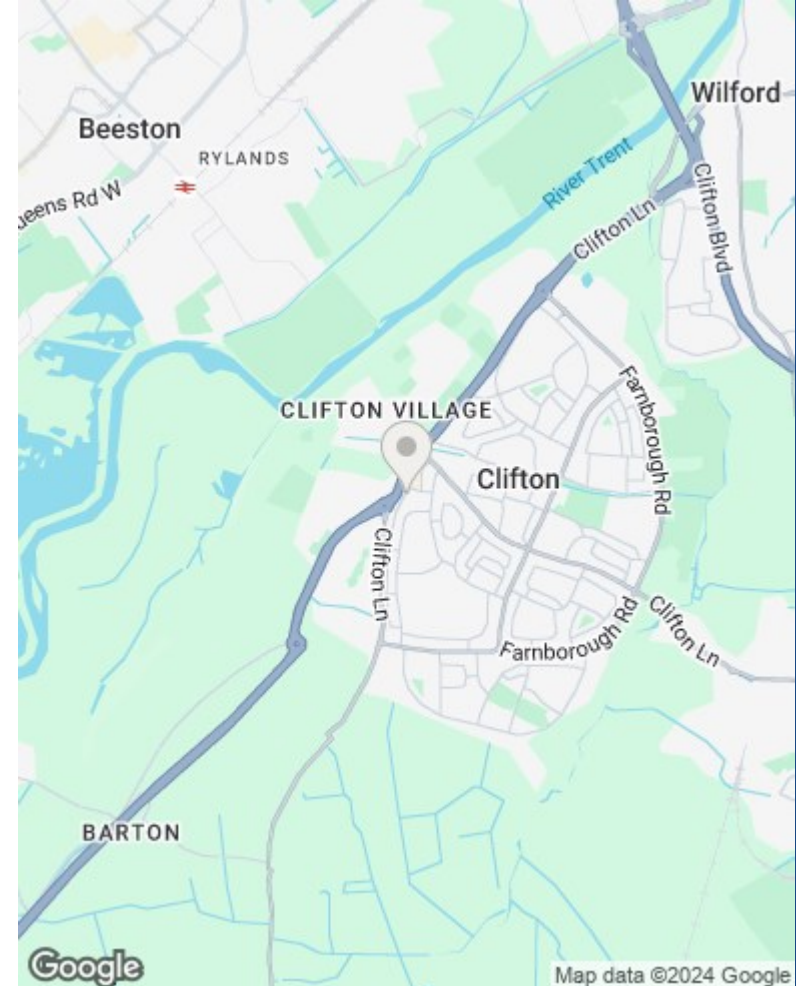 Wilford
Beeston
RYLANDS
ueens Rd W
River Trent
Clifton Ln
Clifton Blvd
Farnborough Rd
CLIFTON VILLAGE
Clifton
Clifton Ln
Farnborough Rd
Clifton Ln
BARTON
Google
Map data ©2024 Google